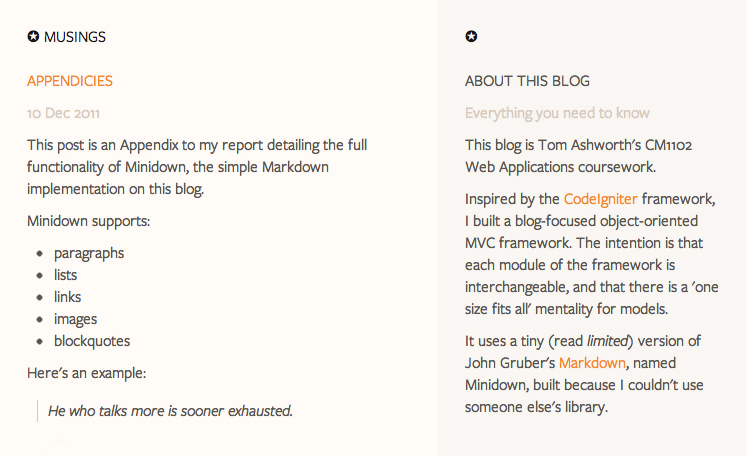 ✪ MUSINGS
APPENDICIES
10 Dec 2011
This post is an Appendix to my report detailing the full
functionality of Minidown, the simple Markdown
implementation on this blog.
Minidown supports:
• paragraphs
• lists
• links
• images
• blockquotes
Here's an example:
He who talks more is sooner exhausted.
✪
ABOUT THIS BLOG
Everything you need to know
This blog is Tom Ashworth's CM1102
Web Applications coursework.
Inspired by the CodeIgniter framework,
I built a blog-focused object-oriented
MVC framework. The intention is that
each module of the framework is
interchangeable, and that there is a 'one
size fits all' mentality for models.
It uses a tiny (read limited) version of
John Gruber's Markdown, named
Minidown, built because I couldn't use
someone else's library.